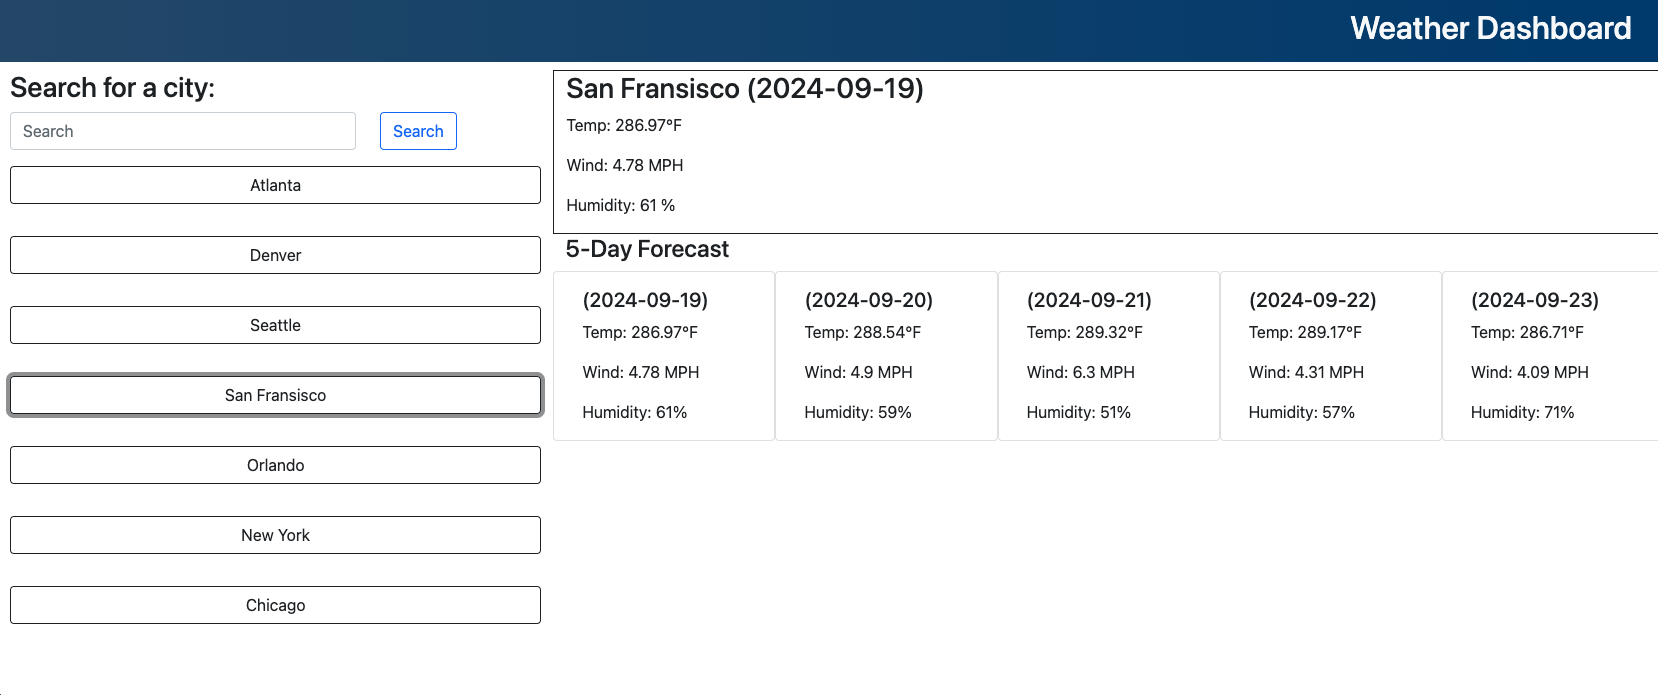 Weather Dashboard
Search for a city:
Search
Search
Atlanta
Denver
Seattle
San Fransisco
Orlando
New York
Chicago
San Fransisco (2024-09-19)
Temp: 286.97°F
Wind: 4.78 MPH
Humidity: 61 %
5-Day Forecast
(2024-09-19)
Temp: 286.97°F
Wind: 4.78 MPH
Humidity: 61%
(2024-09-20)
Temp: 288.54°F
Wind: 4.9 MPH
Humidity: 59%
(2024-09-21)
Temp: 289.32°F
Wind: 6.3 MPH
Humidity: 51%
(2024-09-22)
Temp: 289.17°F
Wind: 4.31 MPH
Humidity: 57%
(2024-09-23)
Temp: 286.71°F
Wind: 4.09 MPH
Humidity: 71%